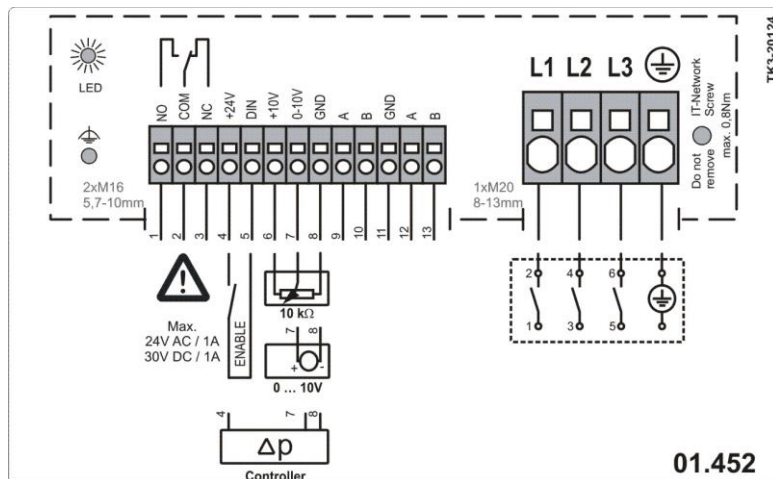 LED
NO
COM
NC
+24V
DIN
+10V
0-10V
GND
A
B
GND
A
B
L1 L2 L3
IT-Network
Screw
Do not
remove
max. 0,8Nm
TK3-20124
2xM16
5,7-10mm
1xM20
8-13mm
1 2 3 4 5 6 7 8 9 10 11 12 13
Max.
24V AC / 1A
30V DC / 1A
ENABLE
10 kΩ
7 8
+ -
0 ... 10V
4 7 8
Δp
Controller
2 4 6
1 3 5
01.452